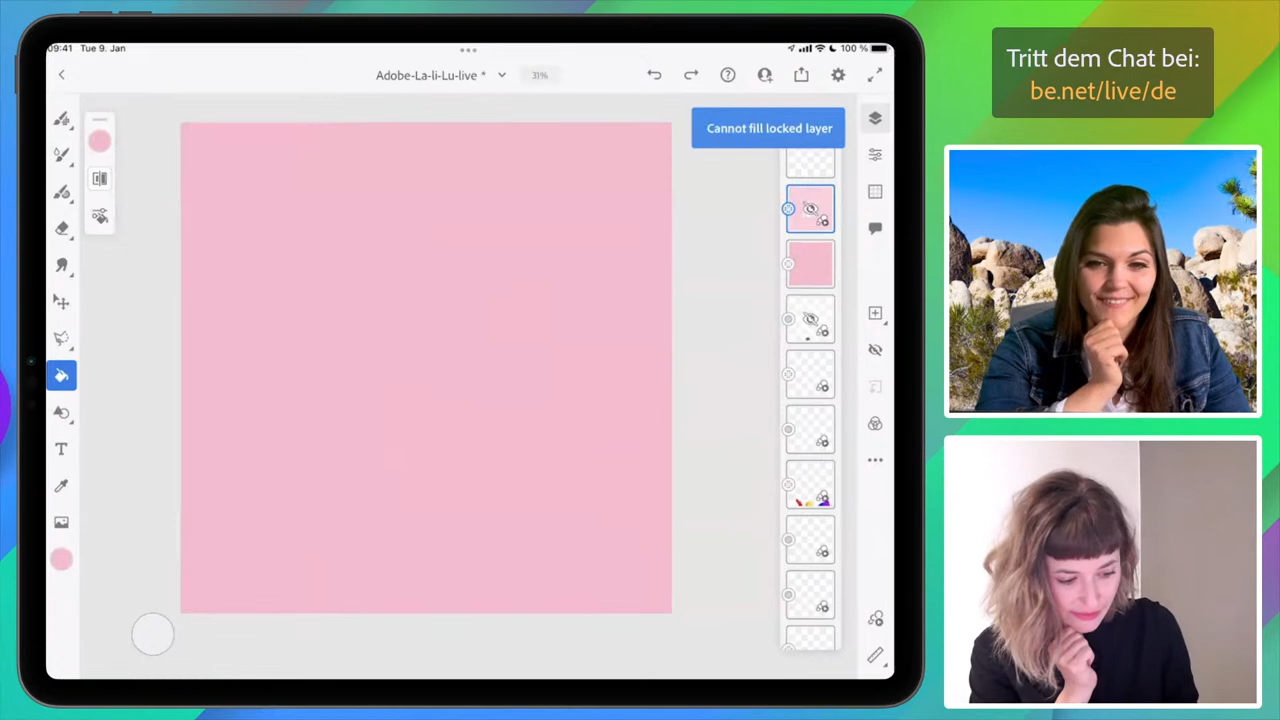 09:41 Tue 9. Jan
100 %
Adobe-La-li-Lu-live *
31%
Cannot fill locked layer
T
Tritt dem Chat bei:
be.net/live/de